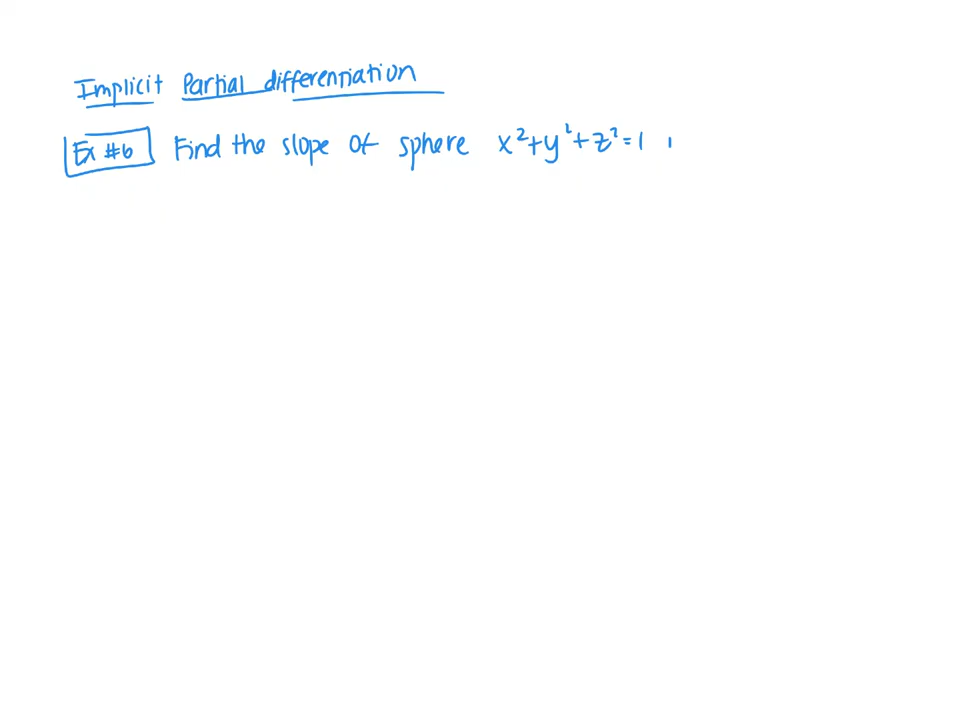 Implicit Partial differentiation
Ex #6 Find the slope of sphere x²+y²+z²=1